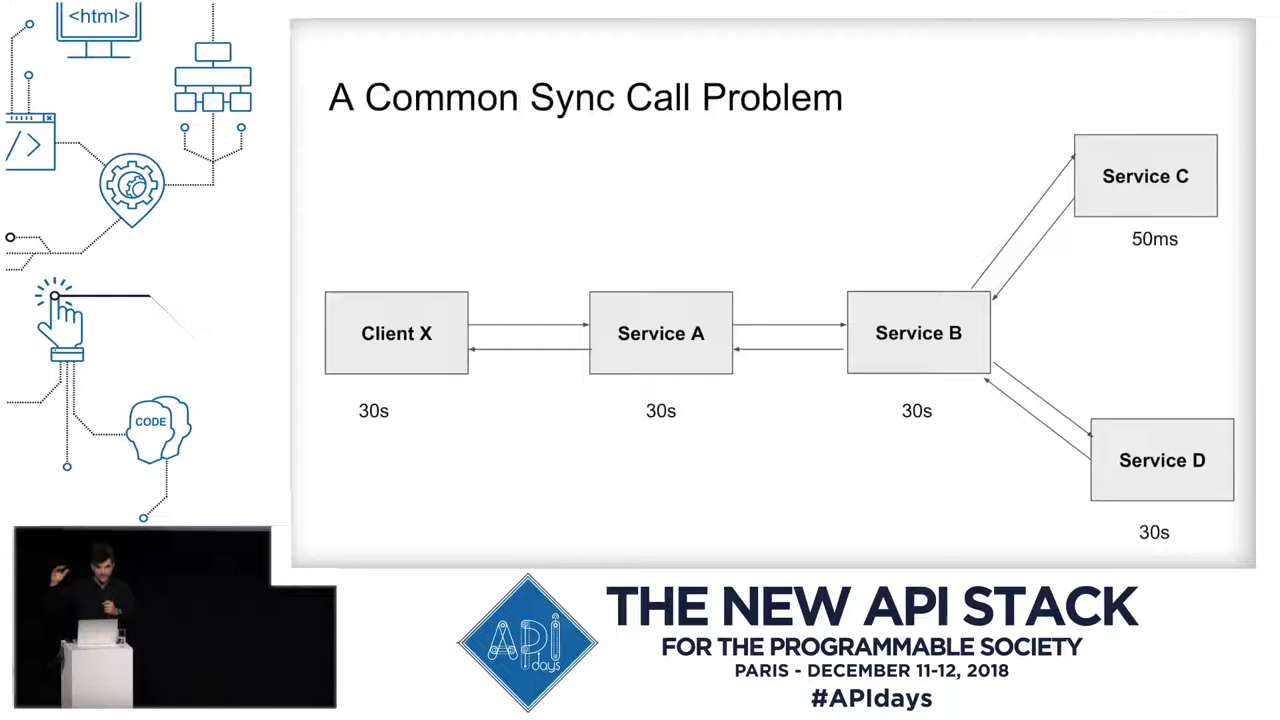 <html>
A Common Sync Call Problem
Service C
50ms
Client X
Service A
Service B
30s
30s
30s
Service D
30s
</>
CODE
API
days
THE NEW API STACK
FOR THE PROGRAMMABLE SOCIETY
PARIS - DECEMBER 11-12, 2018
#APIdays